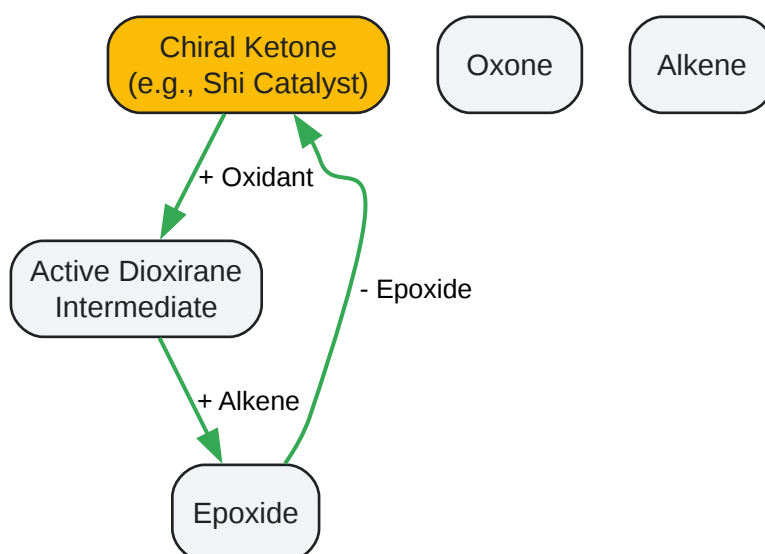 Chiral Ketone
(e.g., Shi Catalyst)
Oxone
Alkene
+ Oxidant
Active Dioxirane
Intermediate
- Epoxide
+ Alkene
Epoxide